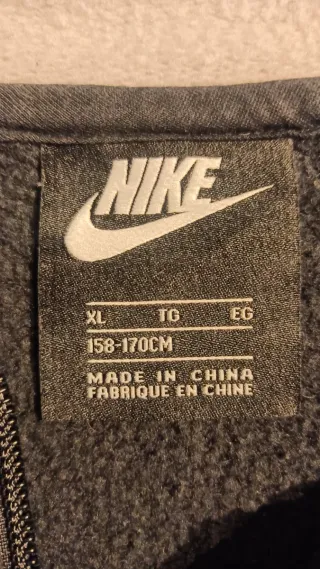 NIKE
XL TG EG
158-170CM
MADE IN CHINA
FABRIQUE EN CHINE